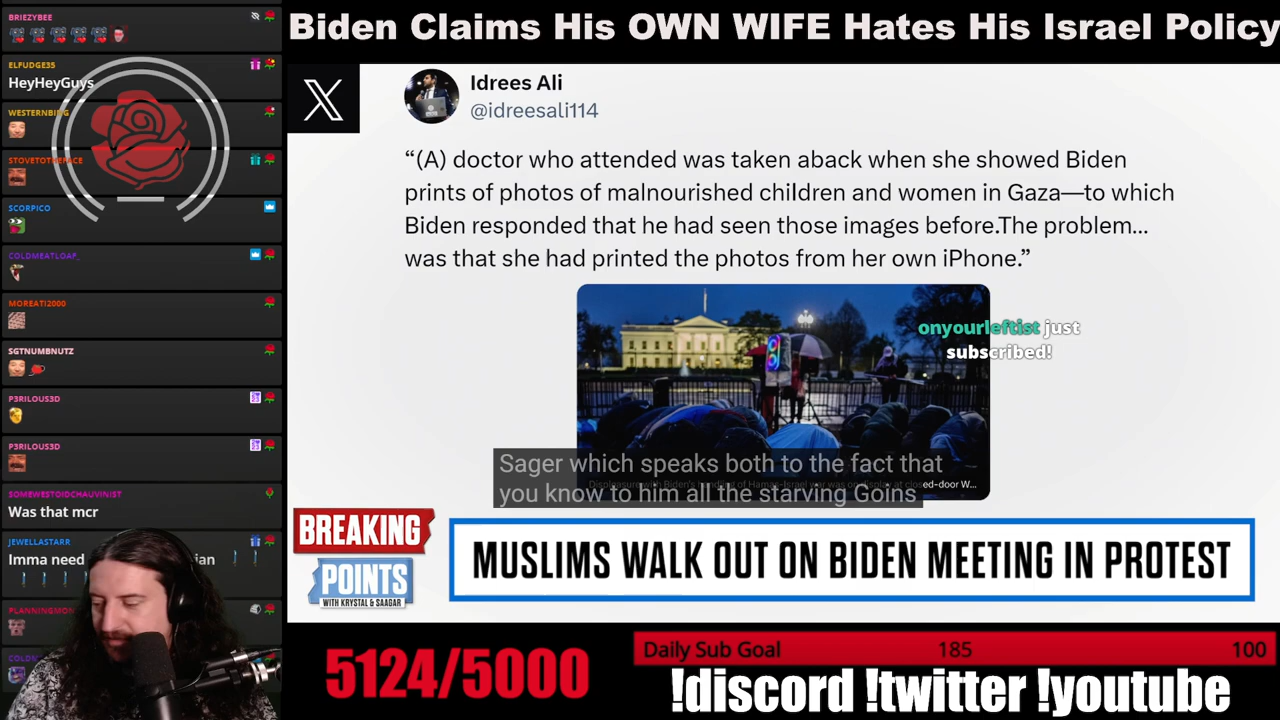 Biden Claims His OWN WIFE Hates His Israel Policy
BRIEZYBEE
ELFUDGE35
HeyHeyGuys
STOVETOTHEFACE
SCORPICO
COLDMEATLOAF_
MOREATI2000
SGTNUMBNUTZ
P3RILOUS3D
P3RILOUS3D
SOMEWESTOIDCHAUVINIST
Was that mcr
JEWELLASTARR
Imma need
Idrees Ali
@idreesali114
“(A) doctor who attended was taken aback when she showed Biden
prints of photos of malnourished children and women in Gaza—to which
Biden responded that he had seen those images before.The problem...
was that she had printed the photos from her own iPhone.”
onyourleftist just
subscribed!
Sager which speaks both to the fact that
you know to him all the starving Goins
ed-door W...
BREAKING
POINTS
WITH KRYSTAL & SAAGAR
MUSLIMS WALK OUT ON BIDEN MEETING IN PROTEST
5124/5000
Daily Sub Goal 185 100
!discord !twitter !youtube